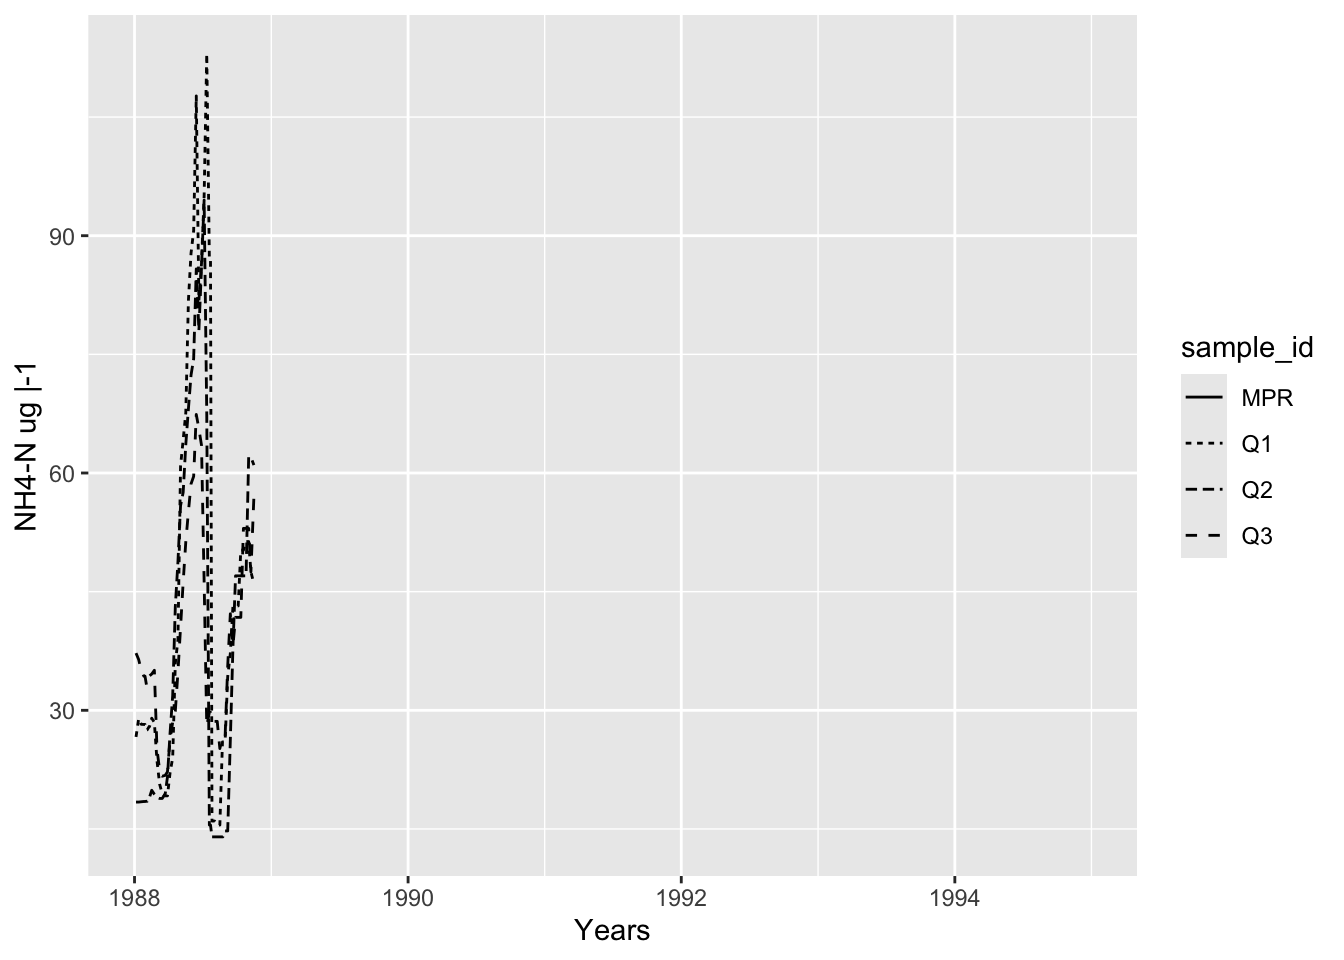 90
60
30
NH4-N ug |-1
1988
1990
1992
1994
Years
sample_id
MPR
Q1
Q2
Q3